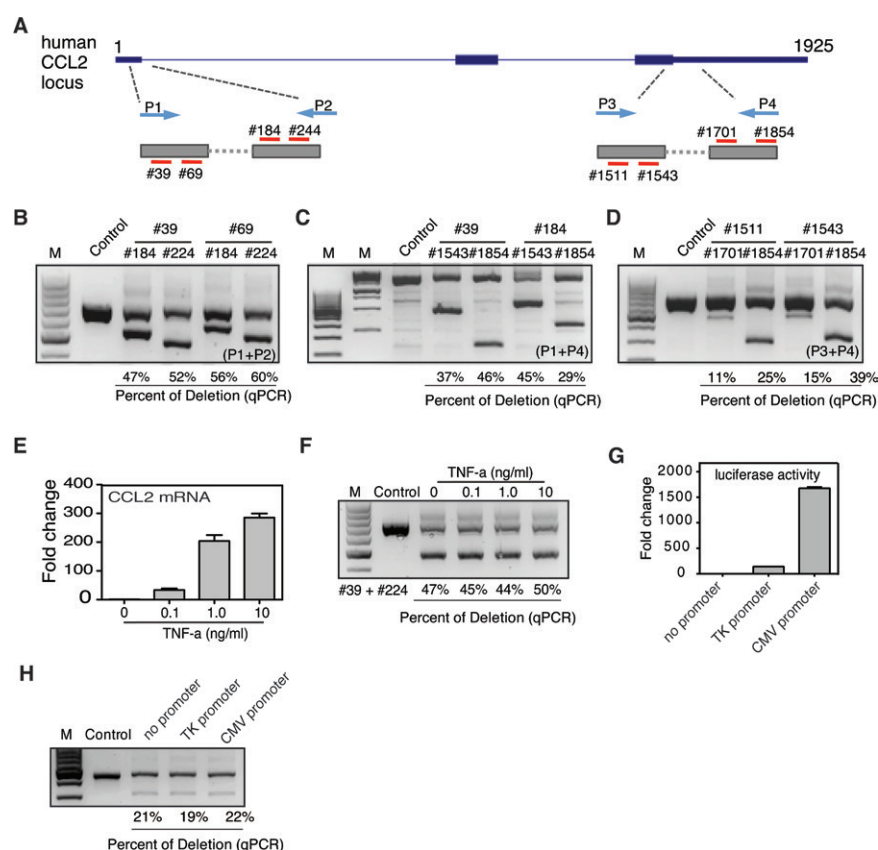 A
human
CCL2
locus
1
1925
P1
P2
P3
P4
#184 #244
#39 #69
#1701 #1854
#1511 #1543
B
M
Control
#39 #69
#184 #224 #184 #224
(P1+P2)
47% 52% 56% 60%
Percent of Deletion (qPCR)
C
M M
Control
#39 #184
#1543 #1854 #1543 #1854
(P1+P4)
37% 46% 45% 29%
Percent of Deletion (qPCR)
D
M
Control
#1511 #1543
#1701 #1854 #1701 #1854
(P3+P4)
11% 25% 15% 39%
Percent of Deletion (qPCR)
E
CCL2 mRNA
Fold change
400
300
200
100
0
0 0.1 1.0 10
TNF-a (ng/ml)
F
TNF-a (ng/ml)
M Control 0 0.1 1.0 10
#39 + #224 47% 45% 44% 50%
Percent of Deletion (qPCR)
G
luciferase activity
Fold change
2000
1500
1000
500
0
no promoter
TK promoter
CMV promoter
H
M Control
no promoter
TK promoter
CMV promoter
21% 19% 22%
Percent of Deletion (qPCR)